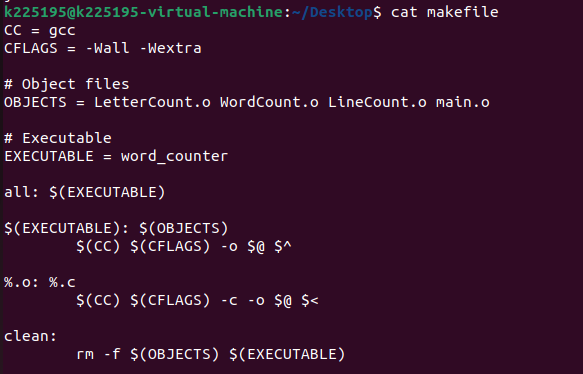 k225195@k225195-virtual-machine:~/Desktop$ cat makefile
CC = gcc
CFLAGS = -Wall -Wextra
# Object files
OBJECTS = LetterCount.o WordCount.o LineCount.o main.o
# Executable
EXECUTABLE = word_counter
all: $(EXECUTABLE)
$(EXECUTABLE): $(OBJECTS)
        $(CC) $(CFLAGS) -o $@ $^
%.o: %.c
        $(CC) $(CFLAGS) -c -o $@ $<
clean:
        rm -f $(OBJECTS) $(EXECUTABLE)